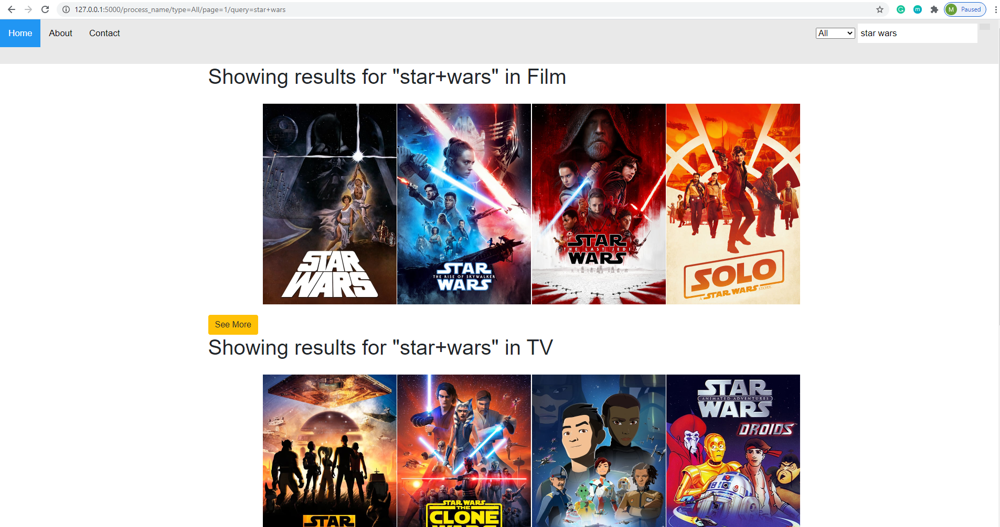 127.0.0.1:5000/process_name/type=All/page=1/query=star+wars
M Paused
Home About Contact All star wars
Showing results for "star+wars" in Film
STAR WARS
STAR
THE RISE OF SKYWALKER
WARS
STAR
THE LAST JEDI
WARS
SOLO
A STAR WARS STORY
See More
Showing results for "star+wars" in TV
STAR
STAR WARS
THE
CLONE
WARS
STAR
ANIMATED ADVENTURES
WARS
DROIDS